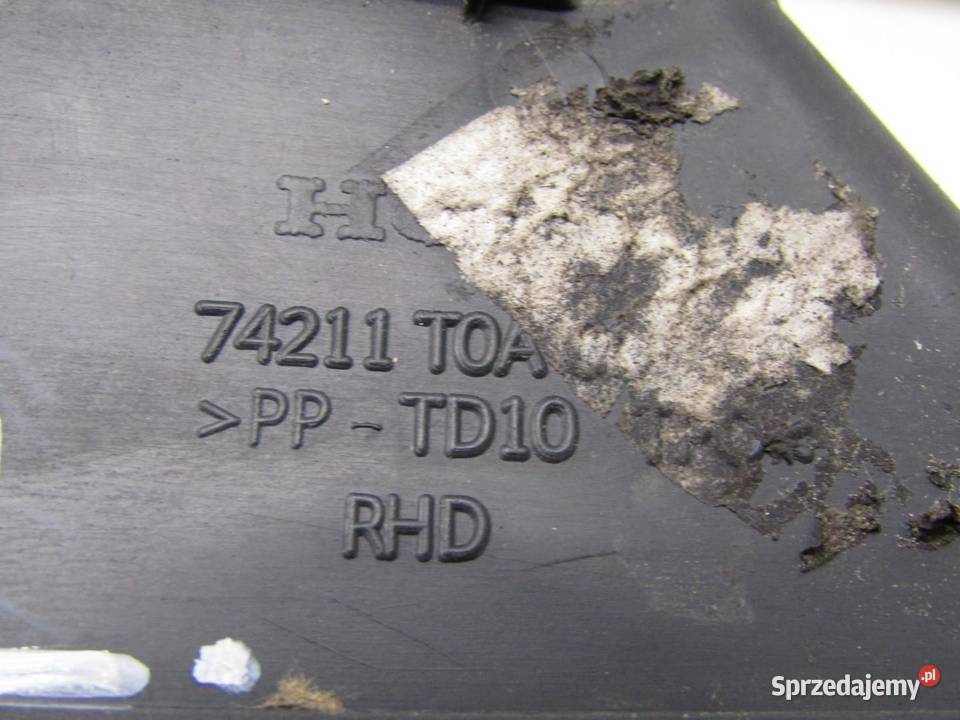 74211 T0A
>PP - TD10
RHD
Sprzedajemy.pl